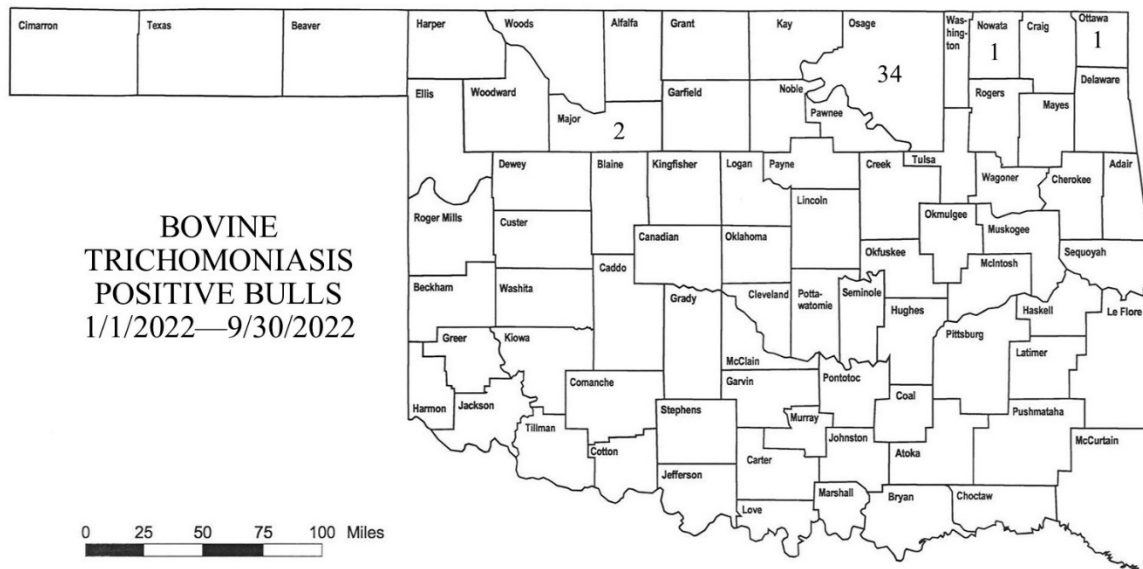 Cimarron
Texas
Beaver
Harper
Woods
Alfalfa
Grant
Kay
Osage
Wash-
ing-
ton
Nowata
Craig
Ottawa
1
1
34
Ellis
Woodward
Major
2
Garfield
Noble
Pawnee
Rogers
Mayes
Delaware
Dewey
Blaine
Kingfisher
Logan
Payne
Creek
Tulsa
Wagoner
Cherokee
Adair
Roger Mills
Custer
Canadian
Oklahoma
Lincoln
Okfuskee
Okmulgee
Muskogee
Sequoyah
McIntosh
BOVINE
TRICHOMONIASIS
POSITIVE BULLS
1/1/2022—9/30/2022
Beckham
Washita
Caddo
Grady
Cleveland
Potta-
watomie
Seminole
Hughes
Pittsburg
Haskell
Le Flore
Greer
Kiowa
McClain
Latimer
Harmon
Jackson
Comanche
Garvin
Pontotoc
Coal
Pushmataha
Tillman
Stephens
Murray
Johnston
Atoka
McCurtain
Cotton
Jefferson
Carter
Love
Marshall
Bryan
Choctaw
0 25 50 75 100 Miles